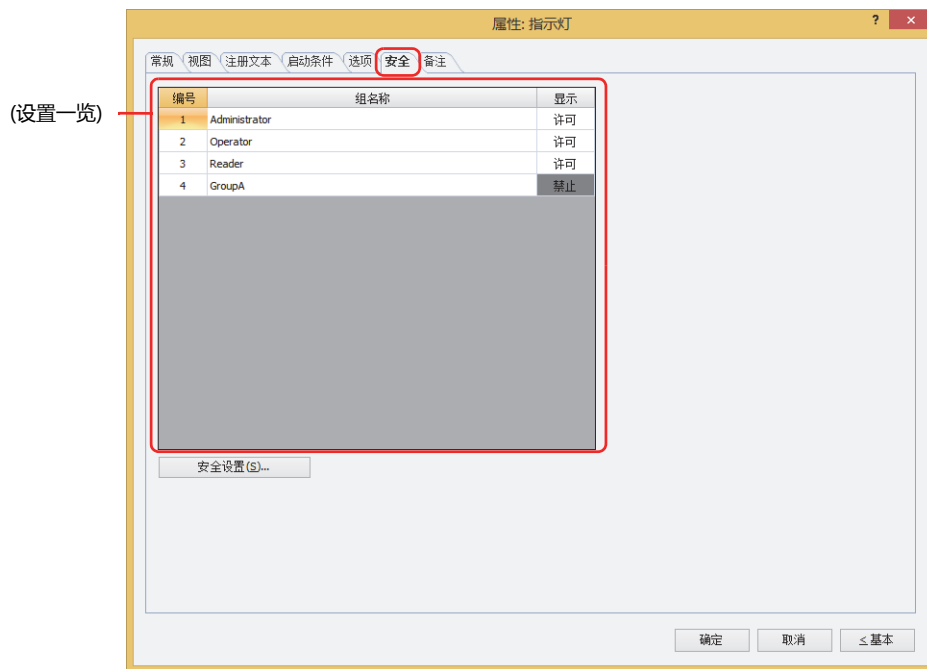 属性: 指示灯
? ×
常规 视图 注册文本 启动条件 选项 安全 备注
(设置一览)
编号 组名称 显示
1 Administrator 许可
2 Operator 许可
3 Reader 许可
4 GroupA 禁止
安全设置(S)...
确定 取消 ≤基本